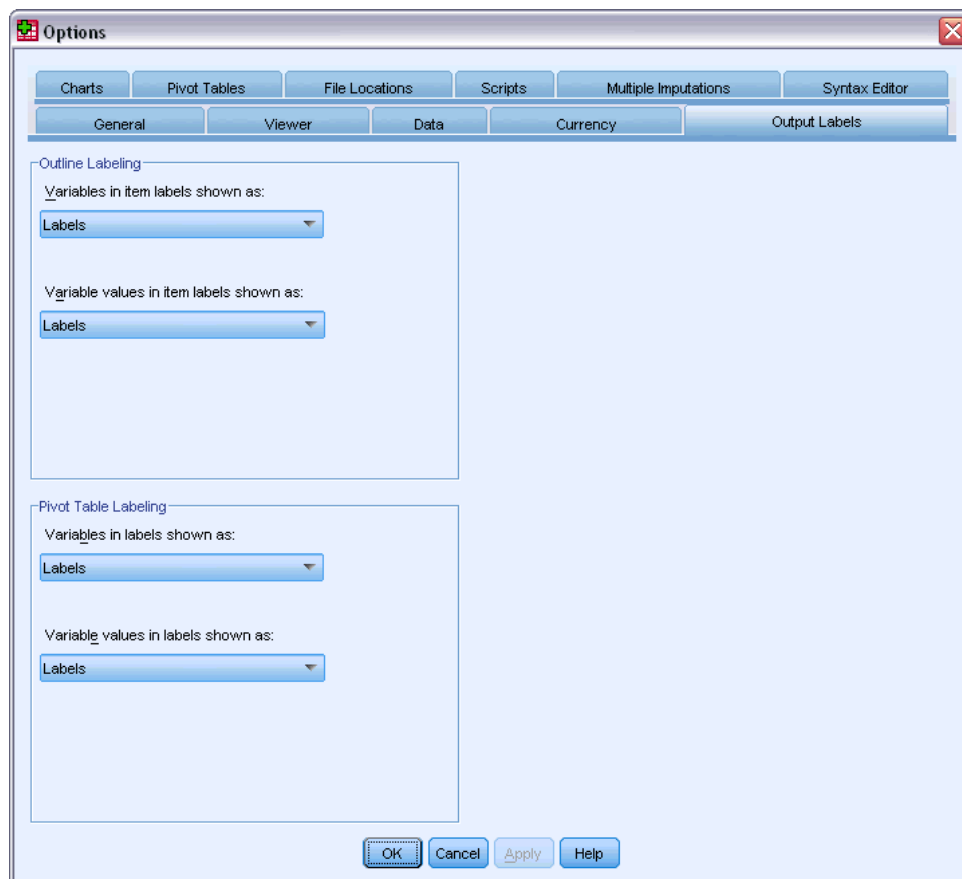 Options
Charts Pivot Tables File Locations Scripts Multiple Imputations Syntax Editor
General Viewer Data Currency Output Labels
Outline Labeling
Variables in item labels shown as:
Labels
Variable values in item labels shown as:
Labels
Pivot Table Labeling
Variables in labels shown as:
Labels
Variable values in labels shown as:
Labels
OK Cancel Apply Help